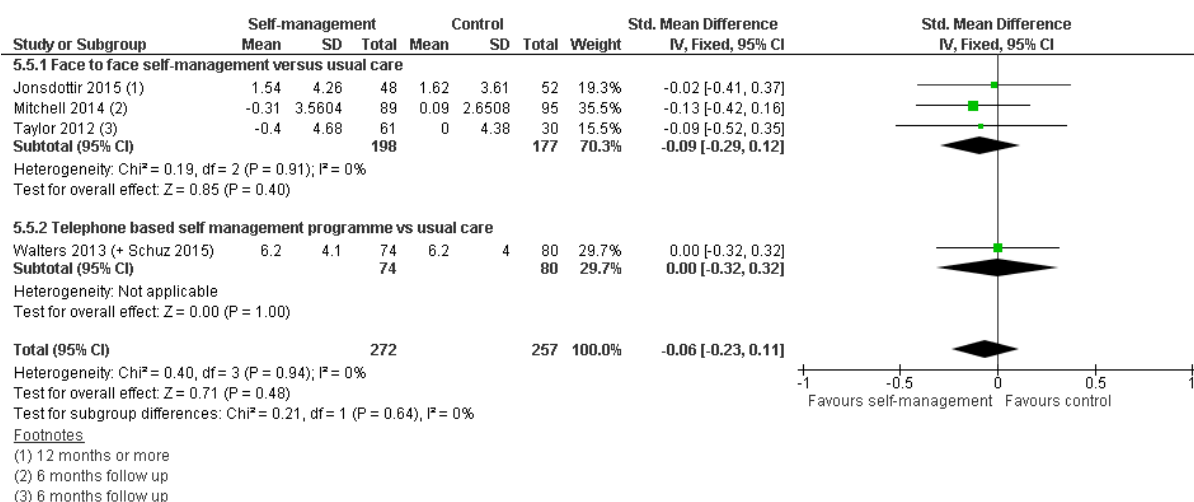 Self-management Control Std. Mean Difference Std. Mean Difference
Study or Subgroup Mean SD Total Mean SD Total Weight IV, Fixed, 95% CI IV, Fixed, 95% CI
5.5.1 Face to face self-management versus usual care
Jonsdottir 2015 (1) 1.54 4.26 48 1.62 3.61 52 19.3% -0.02 [-0.41, 0.37]
Mitchell 2014 (2) -0.31 3.5604 89 0.09 2.6508 95 35.5% -0.13 [-0.42, 0.16]
Taylor 2012 (3) -0.4 4.68 61 0 4.38 30 15.5% -0.09 [-0.52, 0.35]
Subtotal (95% CI) 198 177 70.3% -0.09 [-0.29, 0.12]
Heterogeneity: Chi² = 0.19, df = 2 (P = 0.91); I² = 0%
Test for overall effect: Z = 0.85 (P = 0.40)
5.5.2 Telephone based self management programme vs usual care
Walters 2013 (+ Schuz 2015) 6.2 4.1 74 6.2 4 80 29.7% 0.00 [-0.32, 0.32]
Subtotal (95% CI) 74 80 29.7% 0.00 [-0.32, 0.32]
Heterogeneity: Not applicable
Test for overall effect: Z = 0.00 (P = 1.00)
Total (95% CI) 272 257 100.0% -0.06 [-0.23, 0.11]
Heterogeneity: Chi² = 0.40, df = 3 (P = 0.94); I² = 0%
Test for overall effect: Z = 0.71 (P = 0.48)
Test for subgroup differences: Chi² = 0.21, df = 1 (P = 0.64), I² = 0%
-1 -0.5 0 0.5 1
Favours self-management Favours control
Footnotes
(1) 12 months or more
(2) 6 months follow up
(3) 6 months follow up